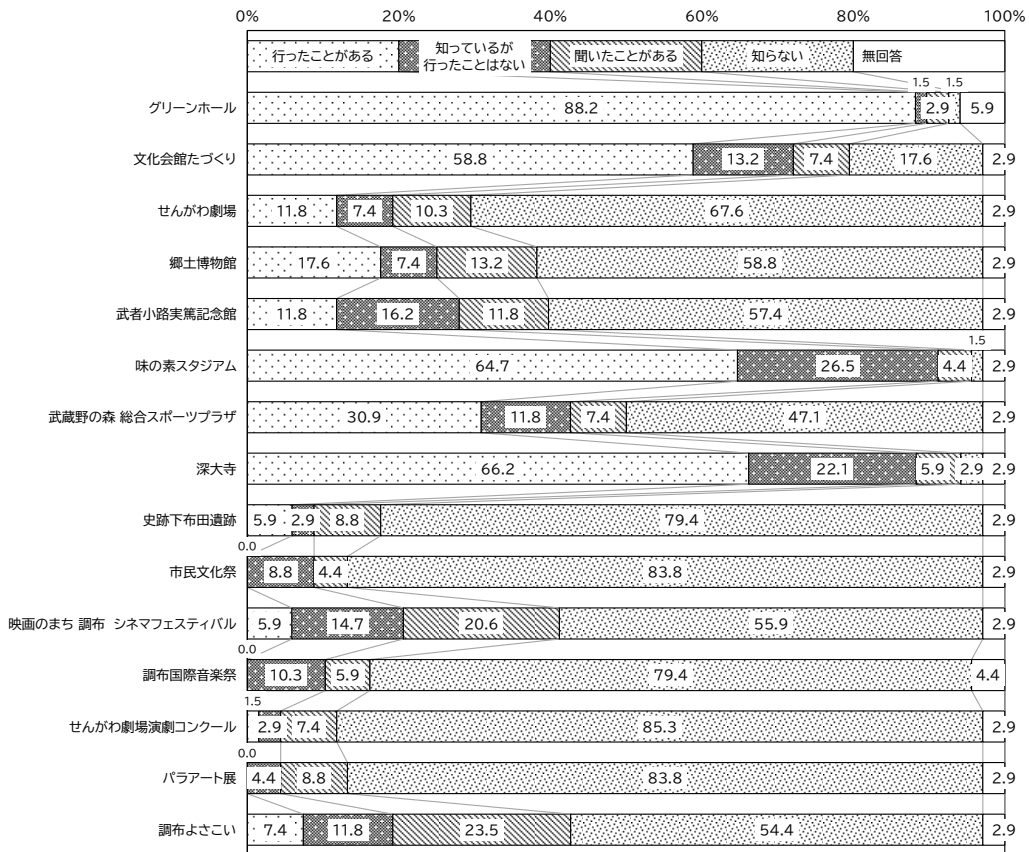 0% 20% 40% 60% 80% 100%
行ったことがある 知っているが行ったことはない 聞いたことがある 知らない 無回答
グリーンホール 88.2 1.5 2.9 1.5 5.9
文化会館たづくり 58.8 13.2 7.4 17.6 2.9
せんがわ劇場 11.8 7.4 10.3 67.6 2.9
郷土博物館 17.6 7.4 13.2 58.8 2.9
武者小路実篤記念館 11.8 16.2 11.8 57.4 2.9
味の素スタジアム 64.7 26.5 4.4 1.5 2.9
武蔵野の森 総合スポーツプラザ 30.9 11.8 7.4 47.1 2.9
深大寺 66.2 22.1 5.9 2.9 2.9
史跡下布田遺跡 5.9 2.9 8.8 79.4 2.9
市民文化祭 0.0 8.8 4.4 83.8 2.9
映画のまち 調布 シネマフェスティバル 5.9 14.7 20.6 55.9 2.9
調布国際音楽祭 0.0 10.3 5.9 79.4 4.4
せんがわ劇場演劇コンクール 1.5 2.9 7.4 85.3 2.9
パラアート展 0.0 4.4 8.8 83.8 2.9
調布よさこい 7.4 11.8 23.5 54.4 2.9